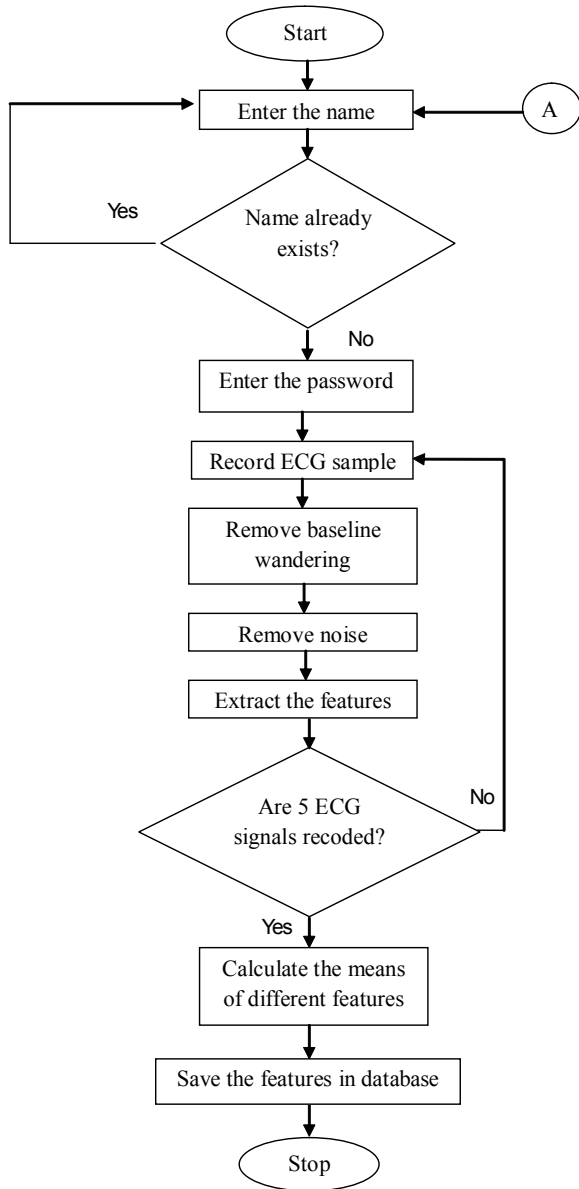 Start
Enter the name
A
Yes
Name already
exists?
No
Enter the password
Record ECG sample
Remove baseline
wandering
Remove noise
Extract the features
Are 5 ECG
signals recoded?
No
Yes
Calculate the means
of different features
Save the features in database
Stop